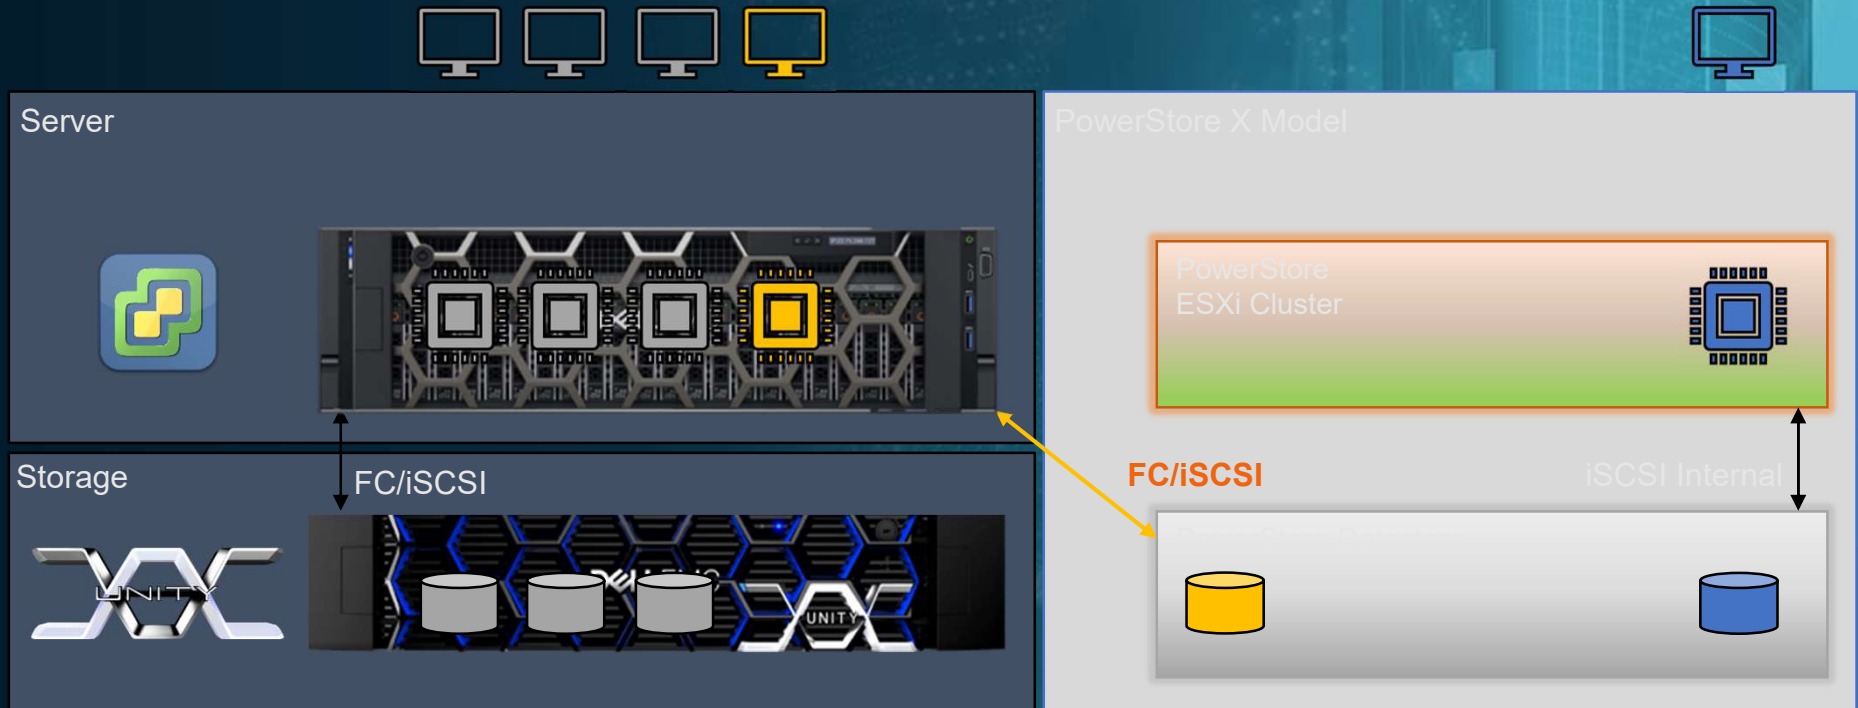 Server
PowerStore X Model
PowerStore
ESXi Cluster
Storage
FC/iSCSI
FC/iSCSI
iSCSI Internal
UNITY
UNITY